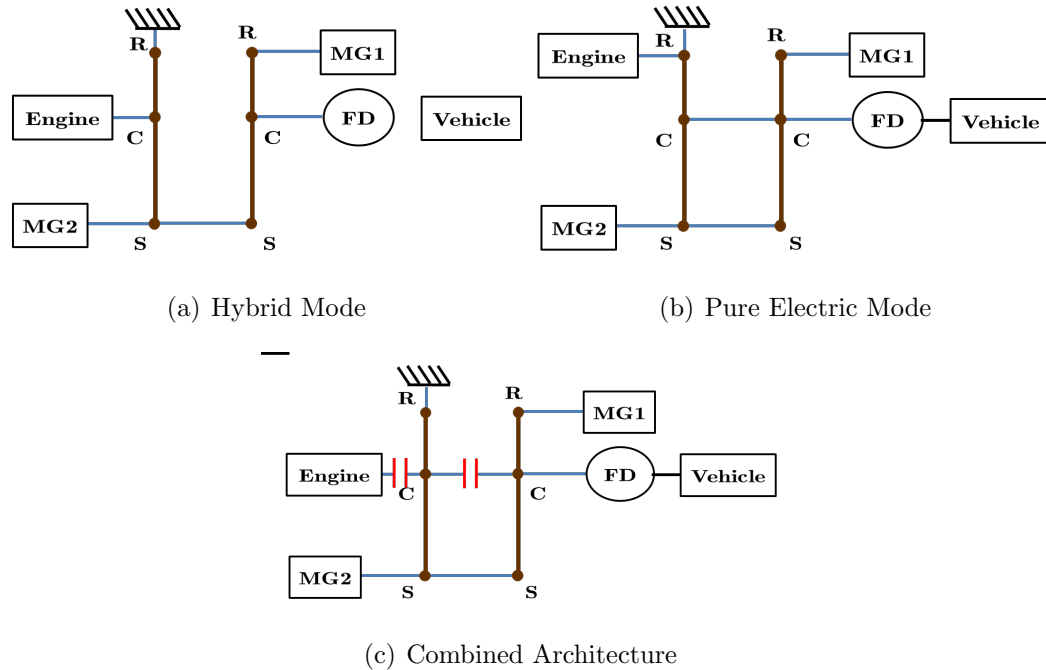 R
R
MG1
Engine
FD
Vehicle
C
C
MG2
S
S
(a) Hybrid Mode
R
R
Engine
MG1
FD
Vehicle
C
C
MG2
S
S
(b) Pure Electric Mode
R
R
MG1
Engine
FD
Vehicle
C
C
MG2
S
S
(c) Combined Architecture